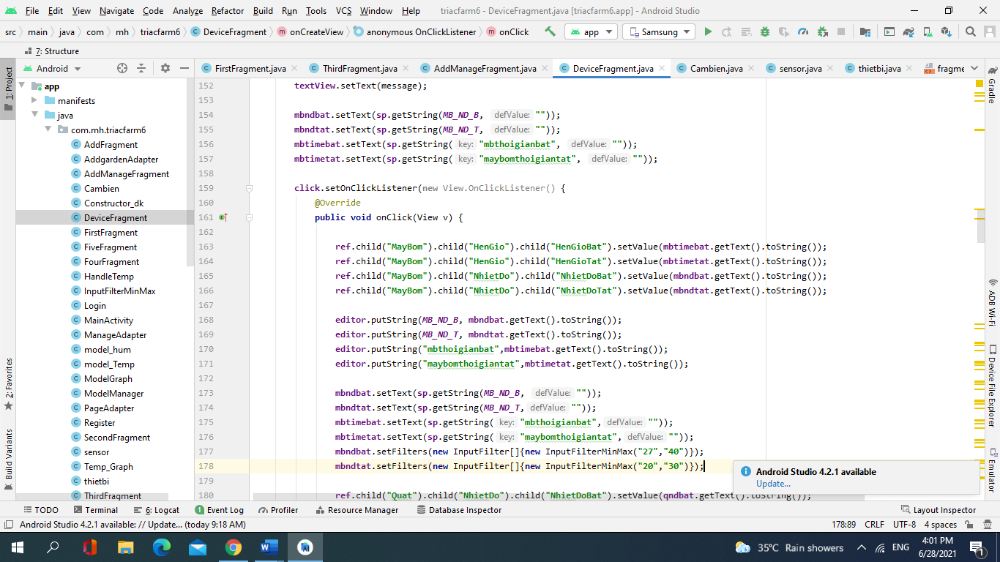 File Edit View Navigate Code Analyze Refactor Build Run Tools VCS Window Help triacfarm6 - DeviceFragment.java [triacfarm6.app] - Android Studio
src main java com mh triacfarm6 DeviceFragment onCreateView anonymous OnClickListener onClick app Samsung
7: Structure
Android FirstFragment.java ThirdFragment.java AddManageFragment.java DeviceFragment.java Cambien.java sensor.java thietbi.java fragme
1: Project
2: Favorites
Build Variants
app
manifests
java
com.mh.triacfarm6
AddFragment
AddgardenAdapter
AddManageFragment
Cambien
Constructor_dk
DeviceFragment
FirstFragment
FiveFragment
FourFragment
HandleTemp
InputFilterMinMax
Login
MainActivity
ManageAdapter
model_hum
model_Temp
ModelGraph
ModelManager
PageAdapter
Register
SecondFragment
sensor
Temp_Graph
thietbi
ThirdFragment
152 textView.setText(message);
153
154 mbndbat.setText(sp.getString(MB_ND_B, defValue: ""));
155 mbndtat.setText(sp.getString(MB_ND_T, defValue: ""));
156 mbtimebat.setText(sp.getString( key: "mbthoigianbat", defValue: ""));
157 mbtimetat.setText(sp.getString( key: "maybomthoigiantat", defValue: ""));
158
159 click.setOnClickListener(new View.OnClickListener() {
160 @Override
161 public void onClick(View v) {
162
163 ref.child("MayBom").child("HenGio").child("HenGioBat").setValue(mbtimebat.getText().toString());
164 ref.child("MayBom").child("HenGio").child("HenGioTat").setValue(mbtimetat.getText().toString());
165 ref.child("MayBom").child("NhietDo").child("NhietDoBat").setValue(mbndbat.getText().toString());
166 ref.child("MayBom").child("NhietDo").child("NhietDoTat").setValue(mbndtat.getText().toString());
167
168 editor.putString(MB_ND_B, mbndbat.getText().toString());
169 editor.putString(MB_ND_T, mbndtat.getText().toString());
170 editor.putString("mbthoigianbat",mbtimebat.getText().toString());
171 editor.putString("maybomthoigiantat",mbtimetat.getText().toString());
172
173 mbndbat.setText(sp.getString(MB_ND_B, defValue: ""));
174 mbndtat.setText(sp.getString(MB_ND_T, defValue: ""));
175 mbtimebat.setText(sp.getString( key: "mbthoigianbat", defValue: ""));
176 mbtimetat.setText(sp.getString( key: "maybomthoigiantat", defValue: ""));
177 mbndbat.setFilters(new InputFilter[]{new InputFilterMinMax("27","40")});
178 mbndtat.setFilters(new InputFilter[]{new InputFilterMinMax("20","30")});
179
180 ref.child("Quat").child("NhietDo").child("NhietDoBat").setValue(qndbat.getText().toString());
Gradle
ADB Wi-Fi
Device File Explorer
Emulator
Android Studio 4.2.1 available
Update...
TODO Terminal 6: Logcat 1 Event Log Profiler Resource Manager Database Inspector Layout Inspector
Android Studio 4.2.1 available: // Update... (today 9:18 AM) 178:89 CRLF UTF-8 4 spaces
35°C Rain showers ENG 4:01 PM
6/28/2021 1